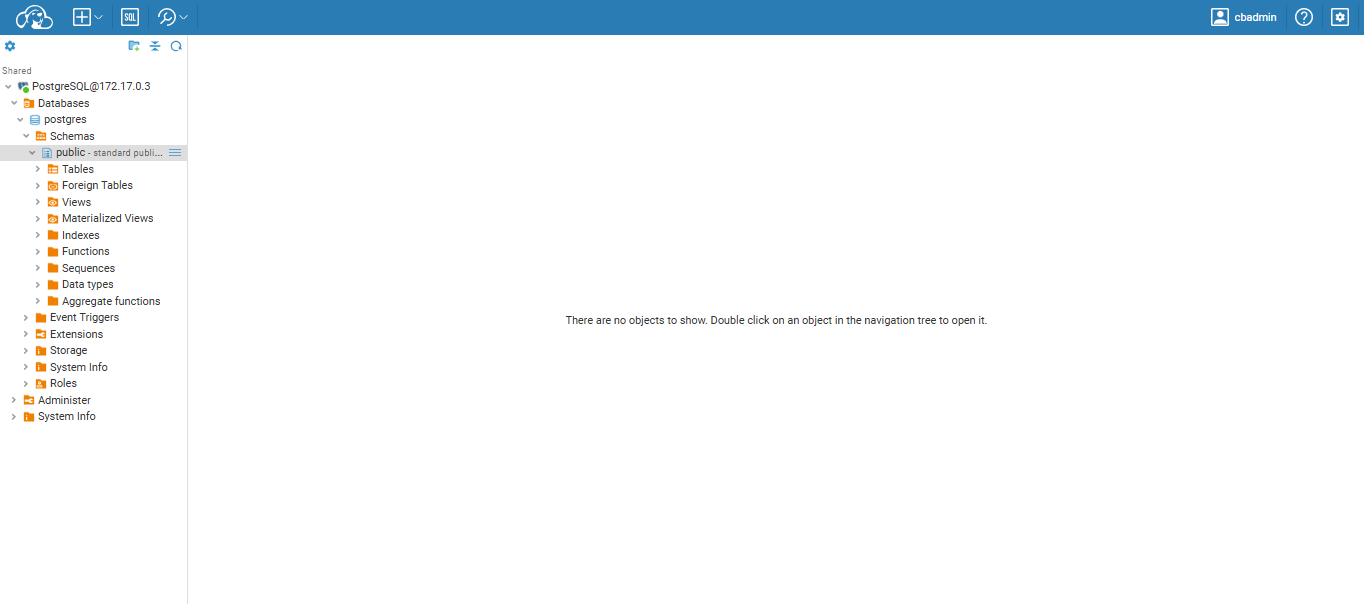 SQL
cbadmin
Shared
PostgreSQL@172.17.0.3
Databases
postgres
Schemas
public - standard publi...
Tables
Foreign Tables
Views
Materialized Views
Indexes
Functions
Sequences
Data types
Aggregate functions
Event Triggers
Extensions
Storage
System Info
Roles
Administer
System Info
There are no objects to show. Double click on an object in the navigation tree to open it.